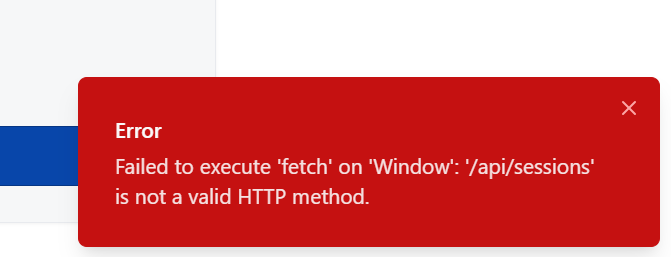 Error
Failed to execute 'fetch' on 'Window': '/api/sessions'
is not a valid HTTP method.